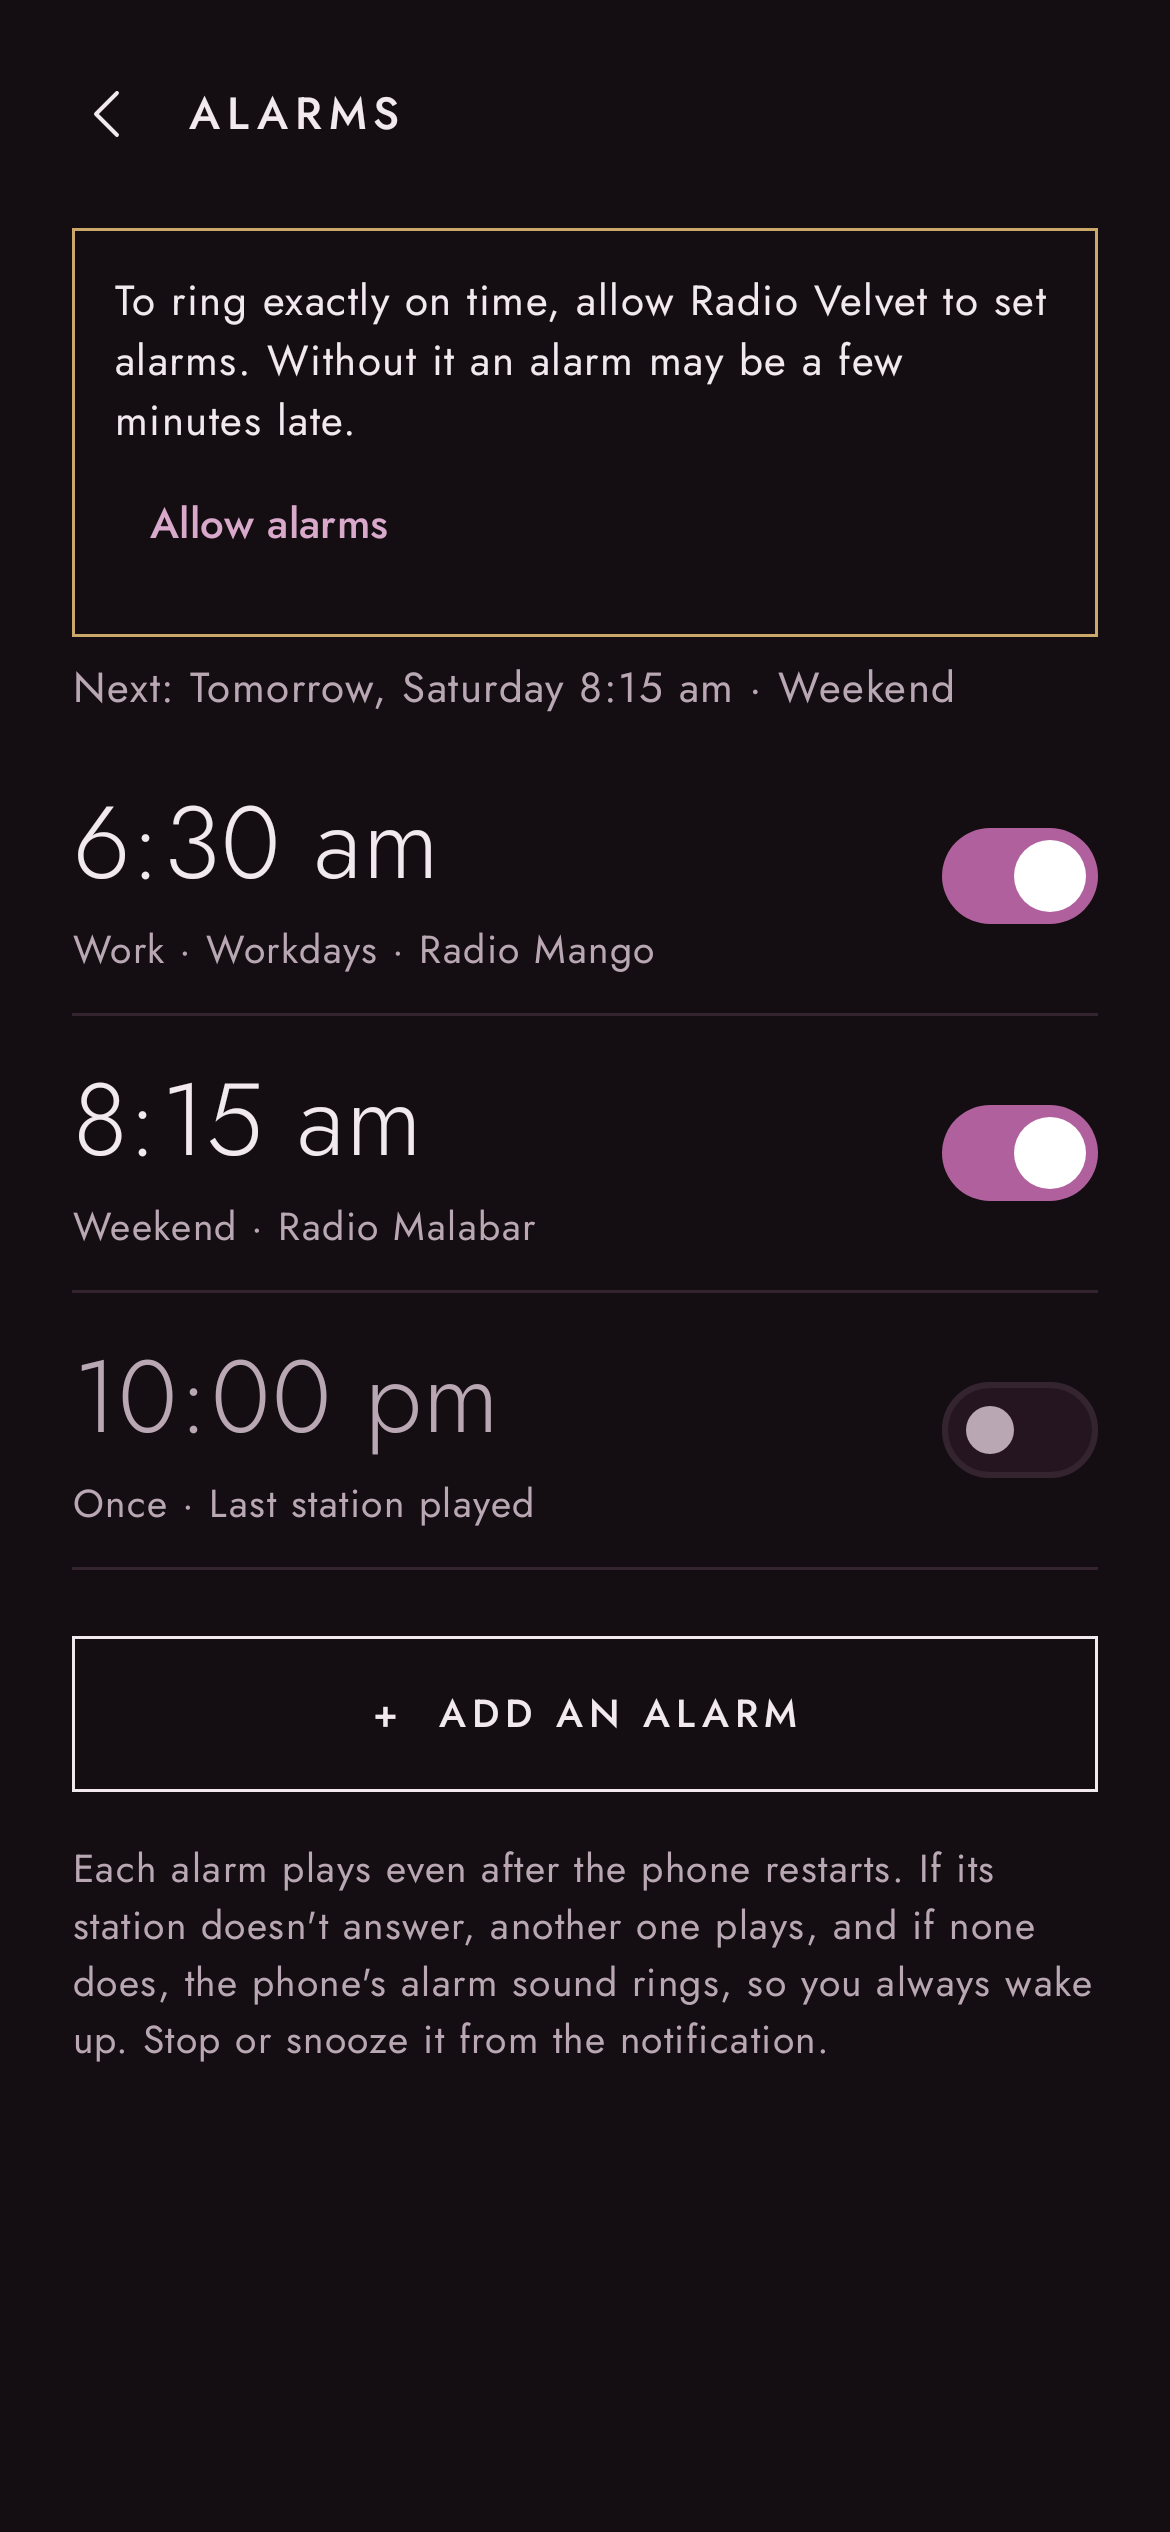 ALARMS
To ring exactly on time, allow Radio Velvet to set
alarms. Without it an alarm may be a few
minutes late.
Allow alarms
Next: Tomorrow, Saturday 8:15 am · Weekend
6:30 am
Work · Workdays · Radio Mango
8:15 am
Weekend · Radio Malabar
10:00 pm
Once · Last station played
+ ADD AN ALARM
Each alarm plays even after the phone restarts. If its
station doesn't answer, another one plays, and if none
does, the phone's alarm sound rings, so you always wake
up. Stop or snooze it from the notification.